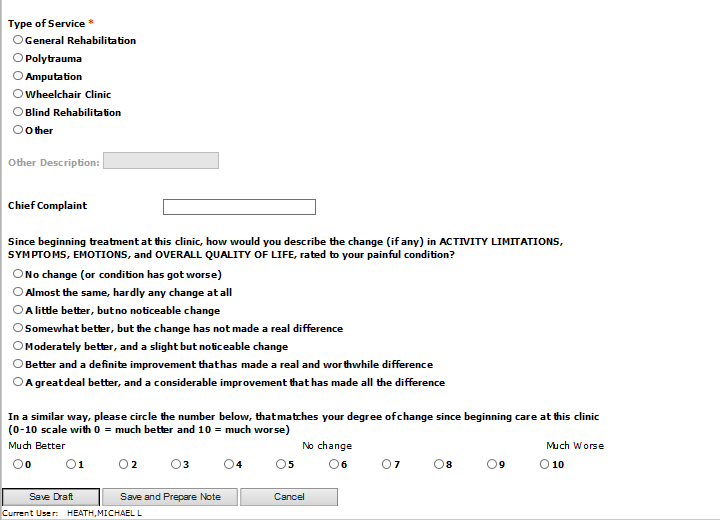 Type of Service *
General Rehabilitation
Polytrauma
Amputation
Wheelchair Clinic
Blind Rehabilitation
Other
Other Description:
Chief Complaint
Since beginning treatment at this clinic, how would you describe the change (if any) in ACTIVITY LIMITATIONS,
SYMPTOMS, EMOTIONS, and OVERALL QUALITY OF LIFE, rated to your painful condition?
No change (or condition has got worse)
Almost the same, hardly any change at all
A little better, but no noticeable change
Somewhat better, but the change has not made a real difference
Moderately better, and a slight but noticeable change
Better and a definite improvement that has made a real and worthwhile difference
A great deal better, and a considerable improvement that has made all the difference
In a similar way, please circle the number below, that matches your degree of change since beginning care at this clinic
(0-10 scale with 0 = much better and 10 = much worse)
Much Better No change Much Worse
0 1 2 3 4 5 6 7 8 9 10
Save Draft Save and Prepare Note Cancel
Current User: HEATH,MICHAEL L